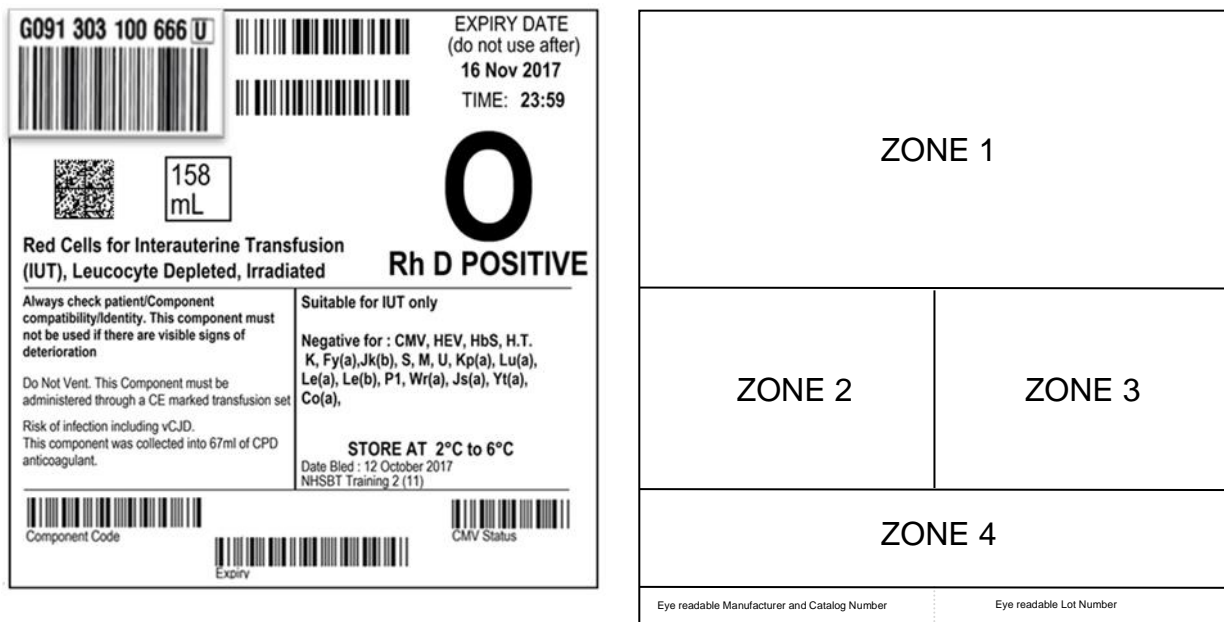 G091 303 100 666 U
EXPIRY DATE
(do not use after)
16 Nov 2017
TIME: 23:59
158
mL
O
Rh D POSITIVE
Red Cells for Interauterine Transfusion
(IUT), Leucocyte Depleted, Irradiated
Always check patient/Component
compatibility/Identity. This component must
not be used if there are visible signs of
deterioration
Do Not Vent. This Component must be
administered through a CE marked transfusion set
Risk of infection including vCJD.
This component was collected into 67ml of CPD
anticoagulant.
Suitable for IUT only
Negative for : CMV, HEV, HbS, H.T.
K, Fy(a),Jk(b), S, M, U, Kp(a), Lu(a),
Le(a), Le(b), P1, Wr(a), Js(a), Yt(a),
Co(a),
STORE AT 2°C to 6°C
Date Bled : 12 October 2017
NHSBT Training 2 (11)
Component Code
CMV Status
Expiry
ZONE 1
ZONE 2
ZONE 3
ZONE 4
Eye readable Manufacturer and Catalog Number
Eye readable Lot Number